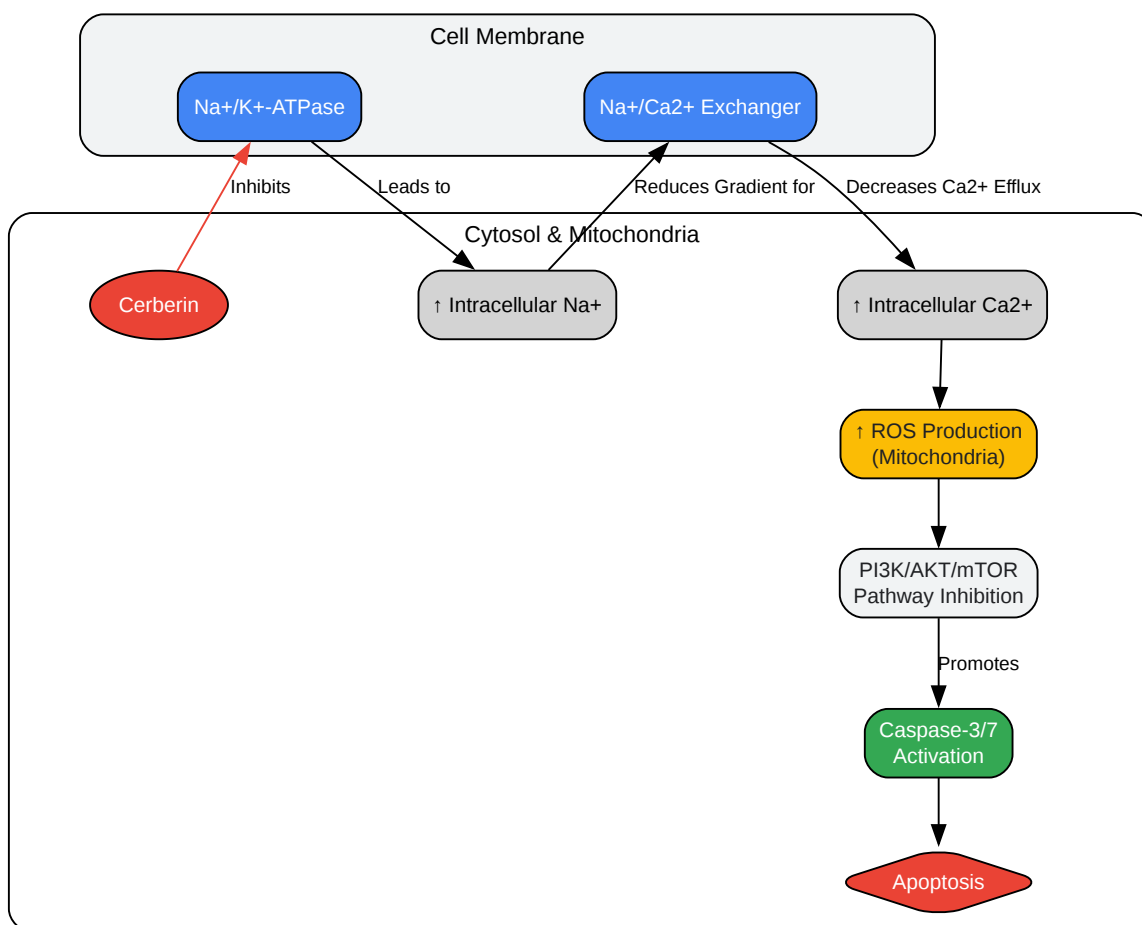 Cell Membrane
Na+/K+-ATPase
Na+/Ca2+ Exchanger
Inhibits
Leads to
Reduces Gradient for
Decreases Ca2+ Efflux
Cytosol & Mitochondria
Cerberin
↑ Intracellular Na+
↑ Intracellular Ca2+
↑ ROS Production
(Mitochondria)
PI3K/AKT/mTOR
Pathway Inhibition
Promotes
Caspase-3/7
Activation
Apoptosis